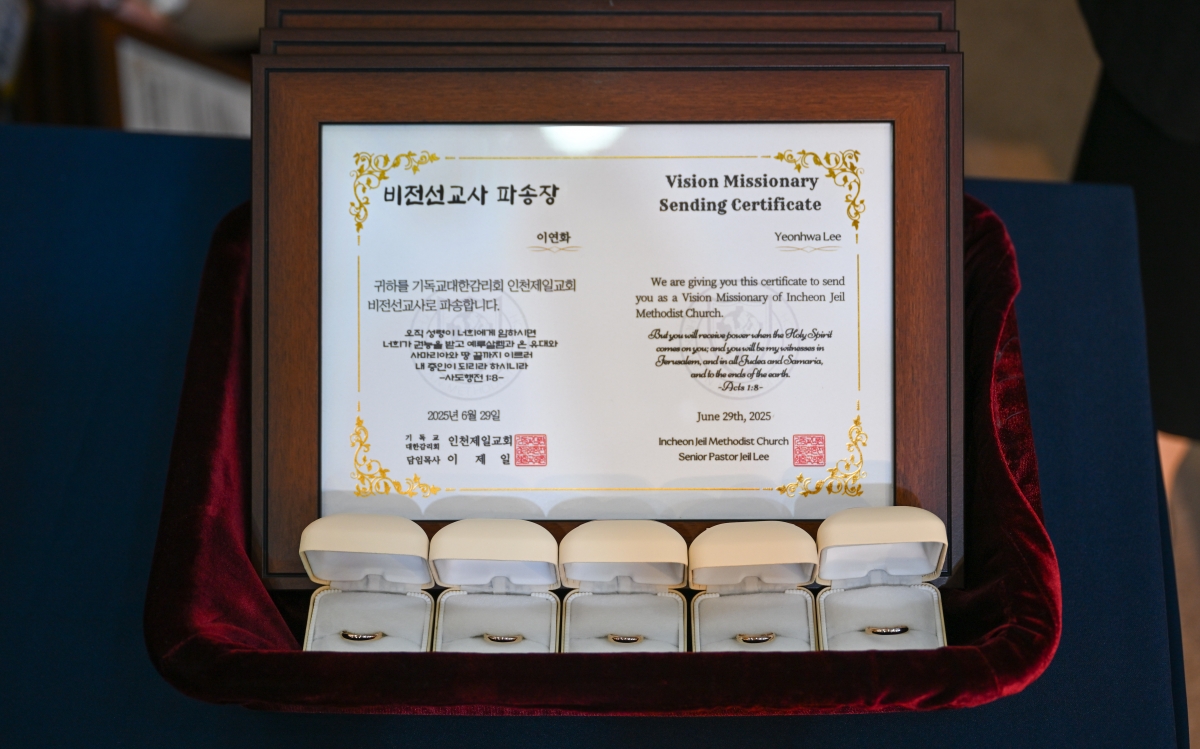 비전선교사 파송장
이연화
귀하를 기독교대한감리회 인천제일교회
비전선교사로 파송합니다.
오직 성령이 너희에게 임하시면
너희가 권능을 받고 예루살렘과 온 유대와
사마리아와 땅 끝까지 이르러
내 증인이 되리라 하시니라
-사도행전 1:8-
2025년 6월 29일
기독교
대한감리회 인천제일교회
담임목사 이 제 일
Vision Missionary
Sending Certificate
Yeonhwa Lee
We are giving you this certificate to send
you as a Vision Missionary of Incheon Jeil
Methodist Church.
But you will receive power when the Holy Spirit
comes on you; and you will be my witnesses in
Jerusalem, and in all Judea and Samaria,
and to the ends of the earth.
-Acts 1:8-
June 29th, 2025
Incheon Jeil Methodist Church
Senior Pastor Jeil Lee